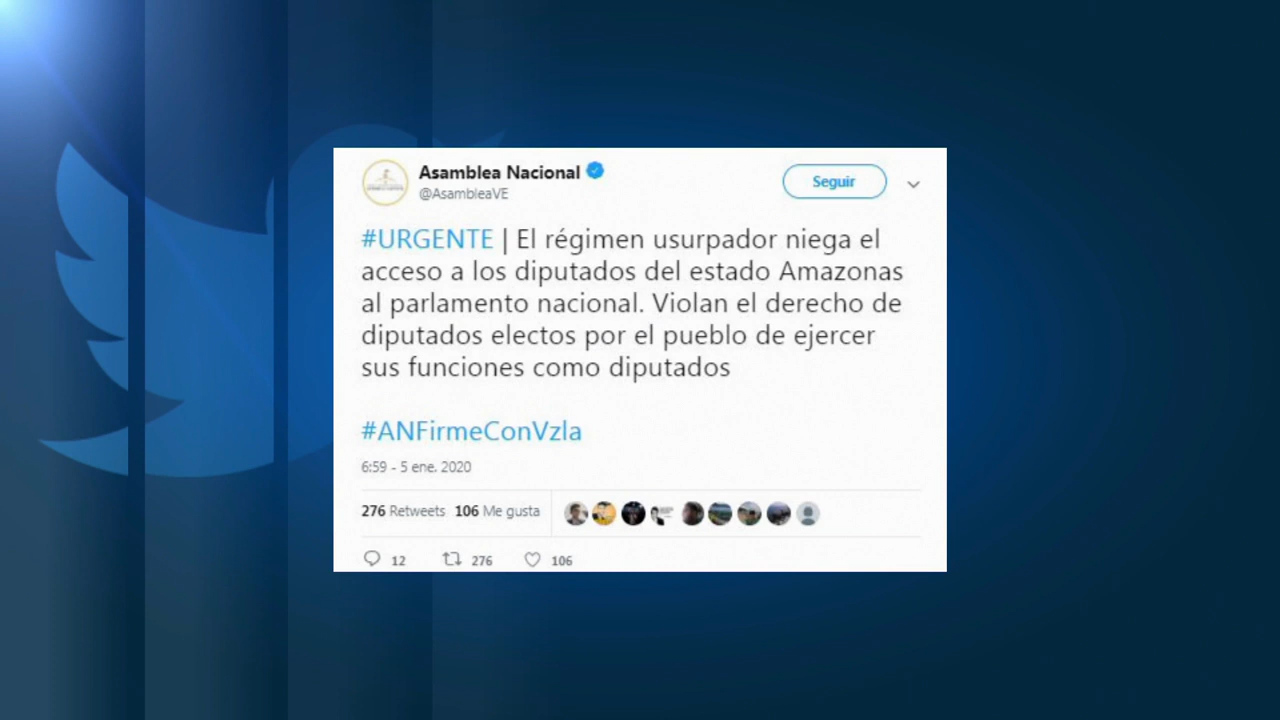 Asamblea Nacional
@AsambleaVE
Seguir
#URGENTE | El régimen usurpador niega el
acceso a los diputados del estado Amazonas
al parlamento nacional. Violan el derecho de
diputados electos por el pueblo de ejercer
sus funciones como diputados
#ANFirmeConVzla
6:59 - 5 ene. 2020
276 Retweets 106 Me gusta
12 276 106